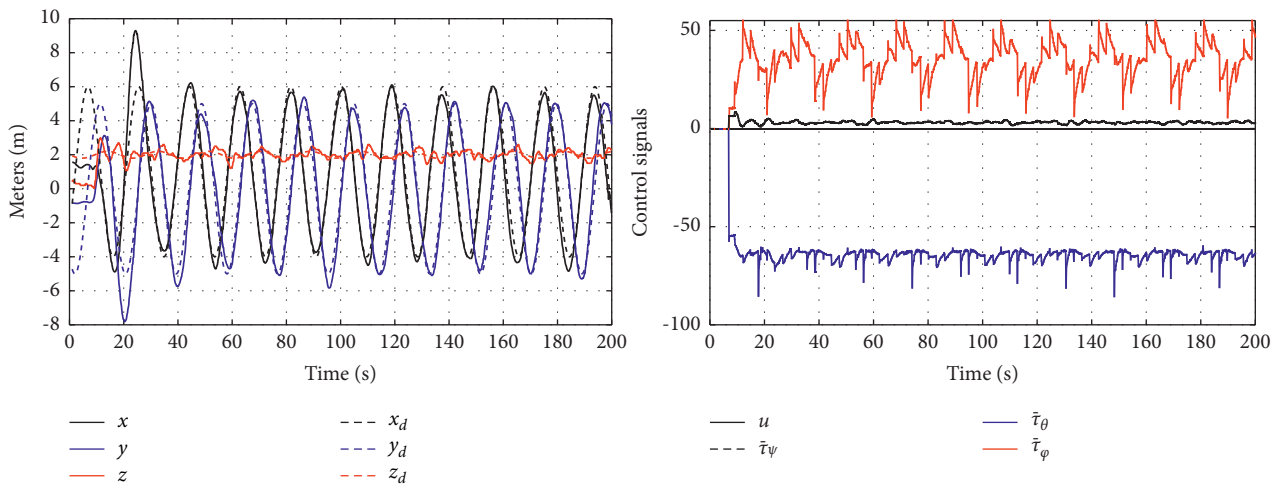 10
8
6
4
2
0
-2
-4
-6
-8
Meters (m)
0 20 40 60 80 100 120 140 160 180 200
Time (s)
x
y
z
x_d
y_d
z_d
50
0
-50
-100
Control signals
0 20 40 60 80 100 120 140 160 180 200
Time (s)
u
τ̄_ψ
τ̄_θ
τ̄_φ